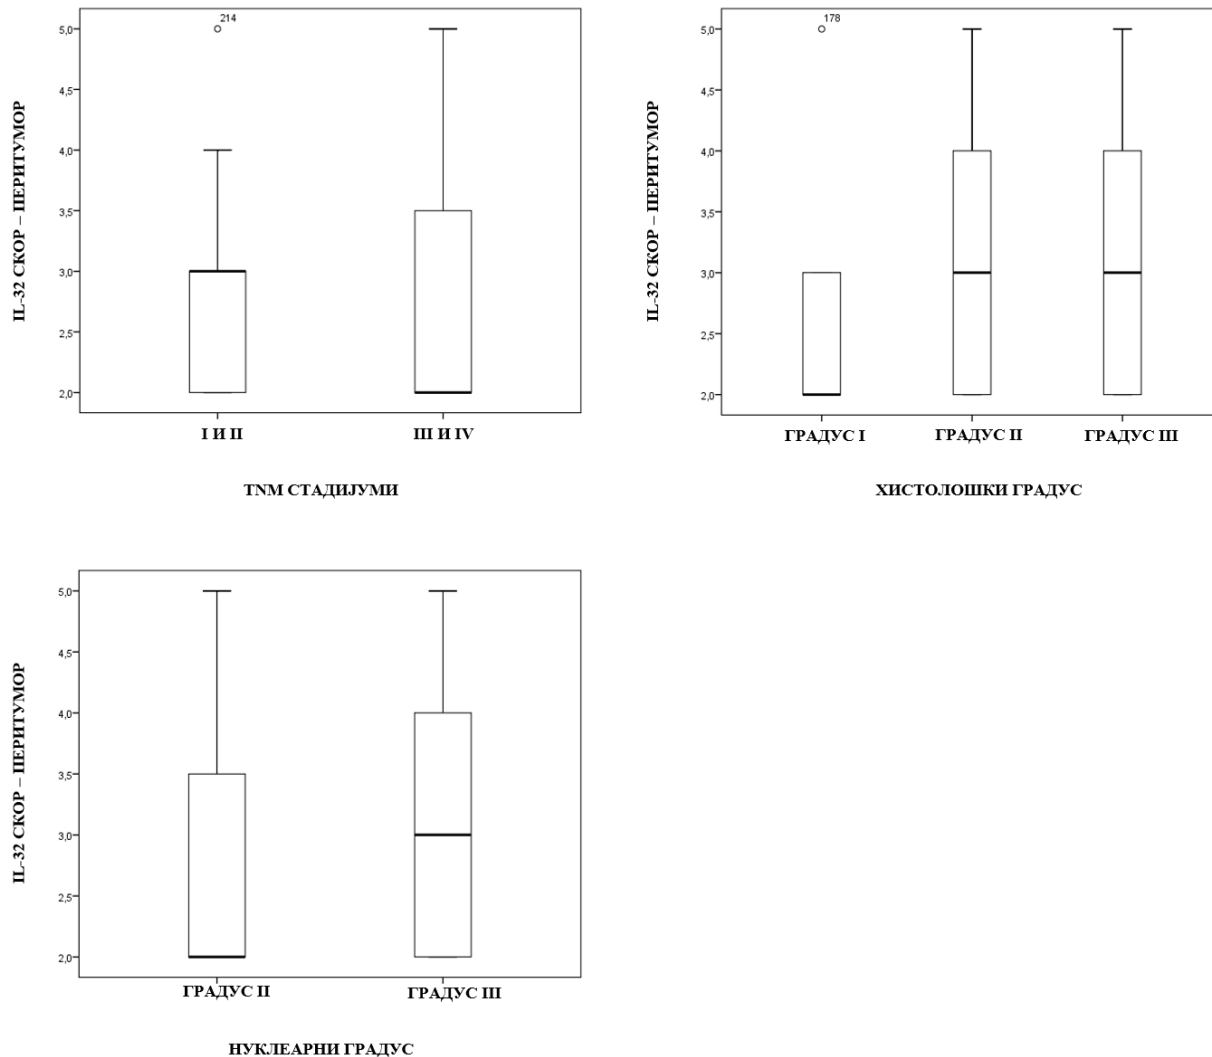 214
5,0
4,5
4,0
3,5
3,0
2,5
2,0
IL-32 СКОР – ПЕРИТУМОР
I И II
III И IV
TNM СТАДИЈУМИ
178
5,0
4,5
4,0
3,5
3,0
2,5
2,0
IL-32 СКОР – ПЕРИТУМОР
ГРАДУС I
ГРАДУС II
ГРАДУС III
ХИСТОЛОШКИ ГРАДУС
5,0
4,5
4,0
3,5
3,0
2,5
2,0
IL-32 СКОР – ПЕРИТУМОР
ГРАДУС II
ГРАДУС III
НУКЛЕАРНИ ГРАДУС